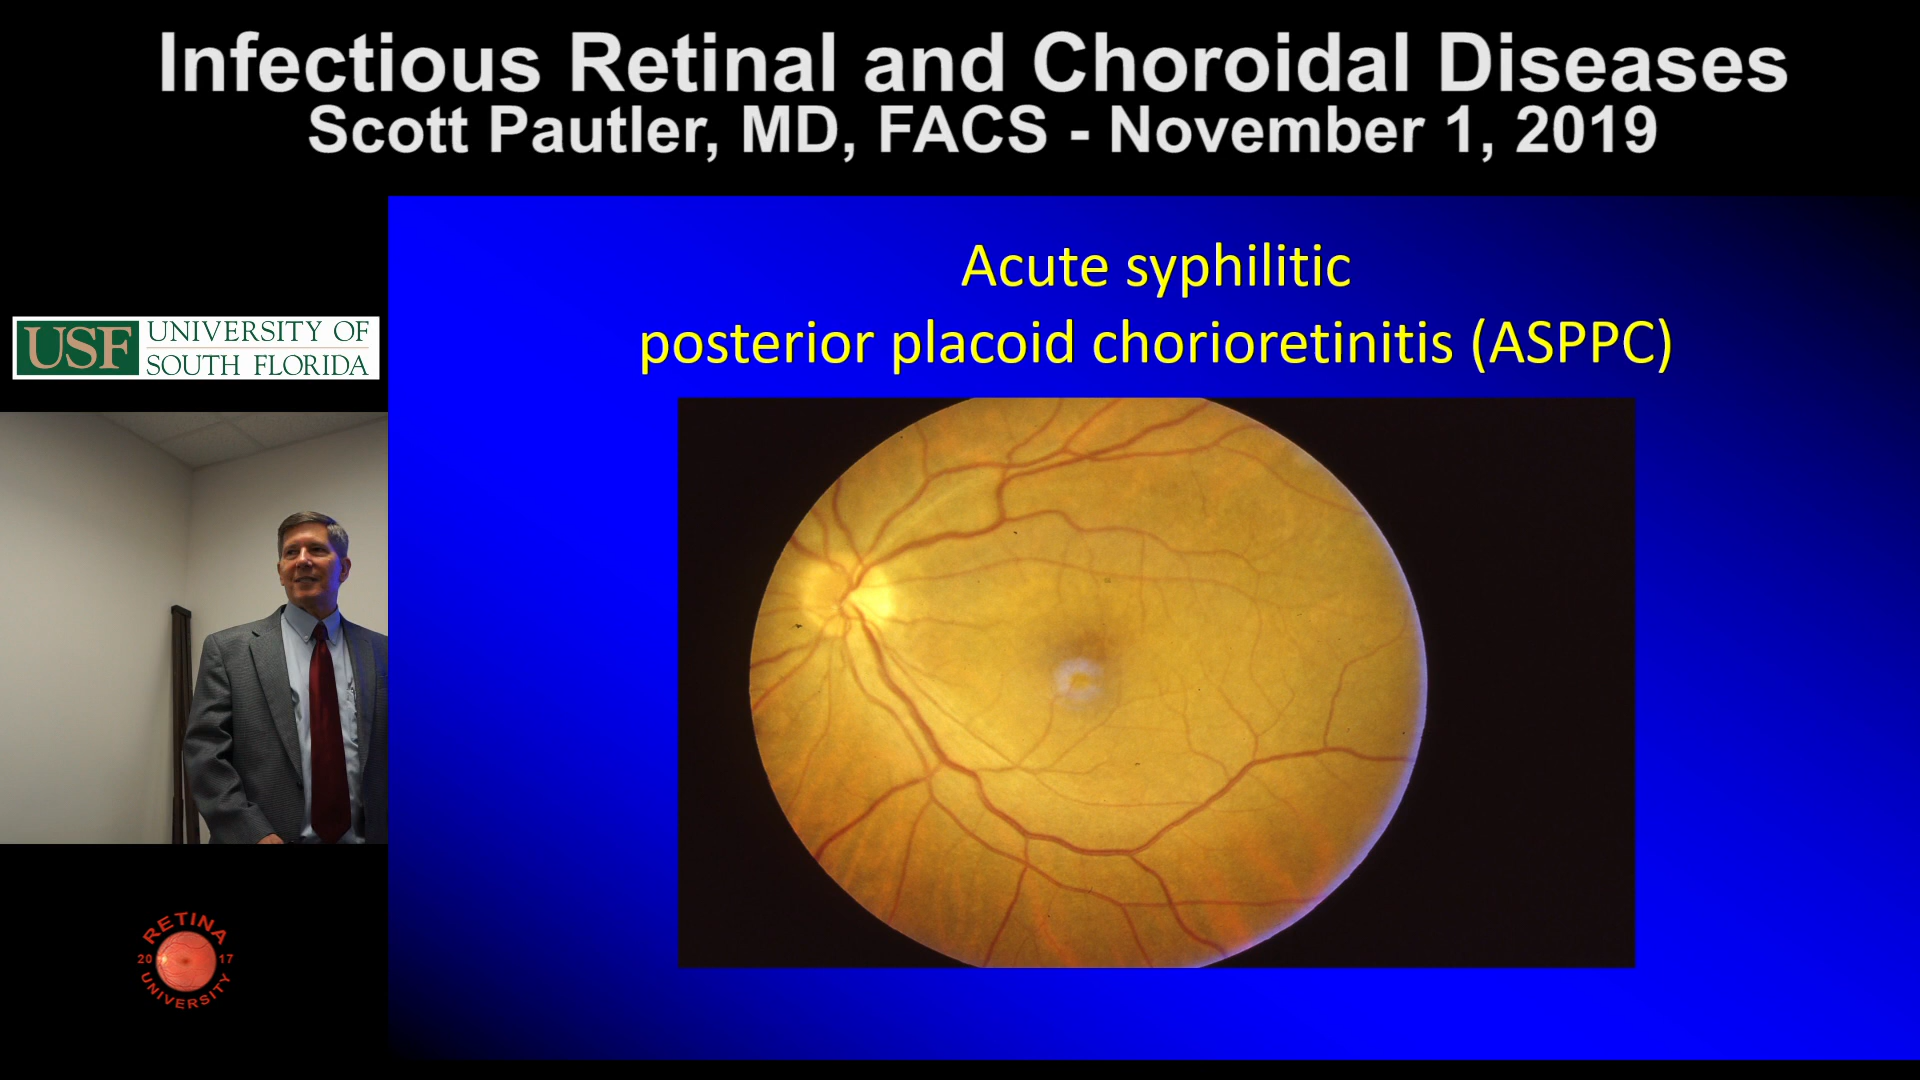 Infectious Retinal and Choroidal Diseases
Scott Pautler, MD, FACS - November 1, 2019
Acute syphilitic
posterior placoid chorioretinitis (ASPPC)
USF UNIVERSITY OF
SOUTH FLORIDA
RETINA
20 17
UNIVERSITY